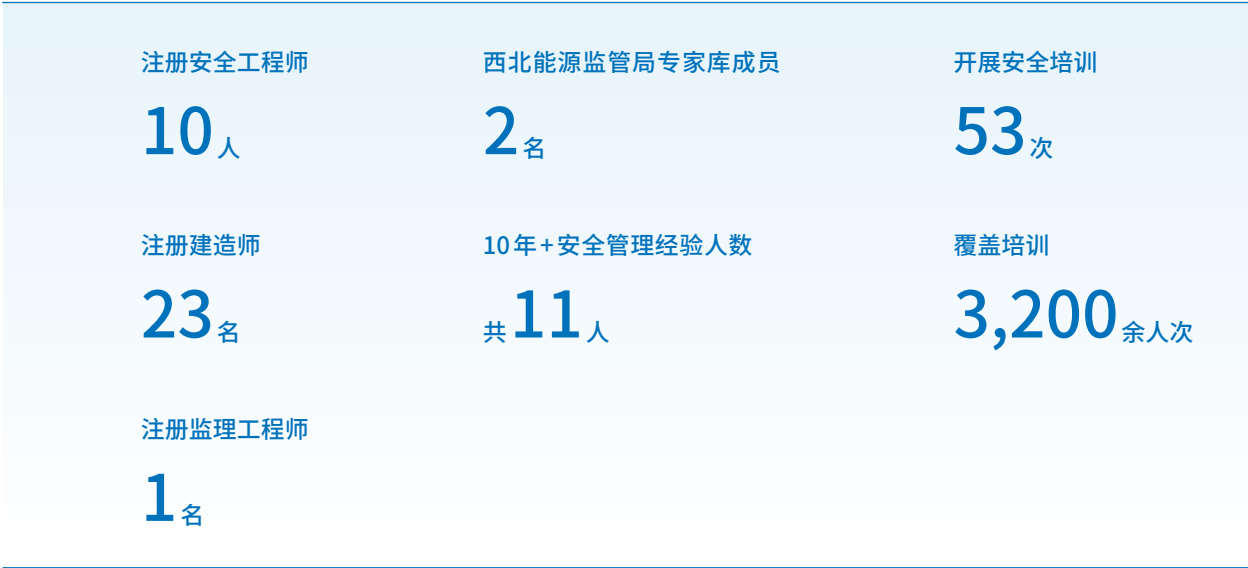 注册安全工程师
10人
西北能源监管局专家库成员
2名
开展安全培训
53次
注册建造师
23名
10年+安全管理经验人数
共11人
覆盖培训
3,200余人次
注册监理工程师
1名